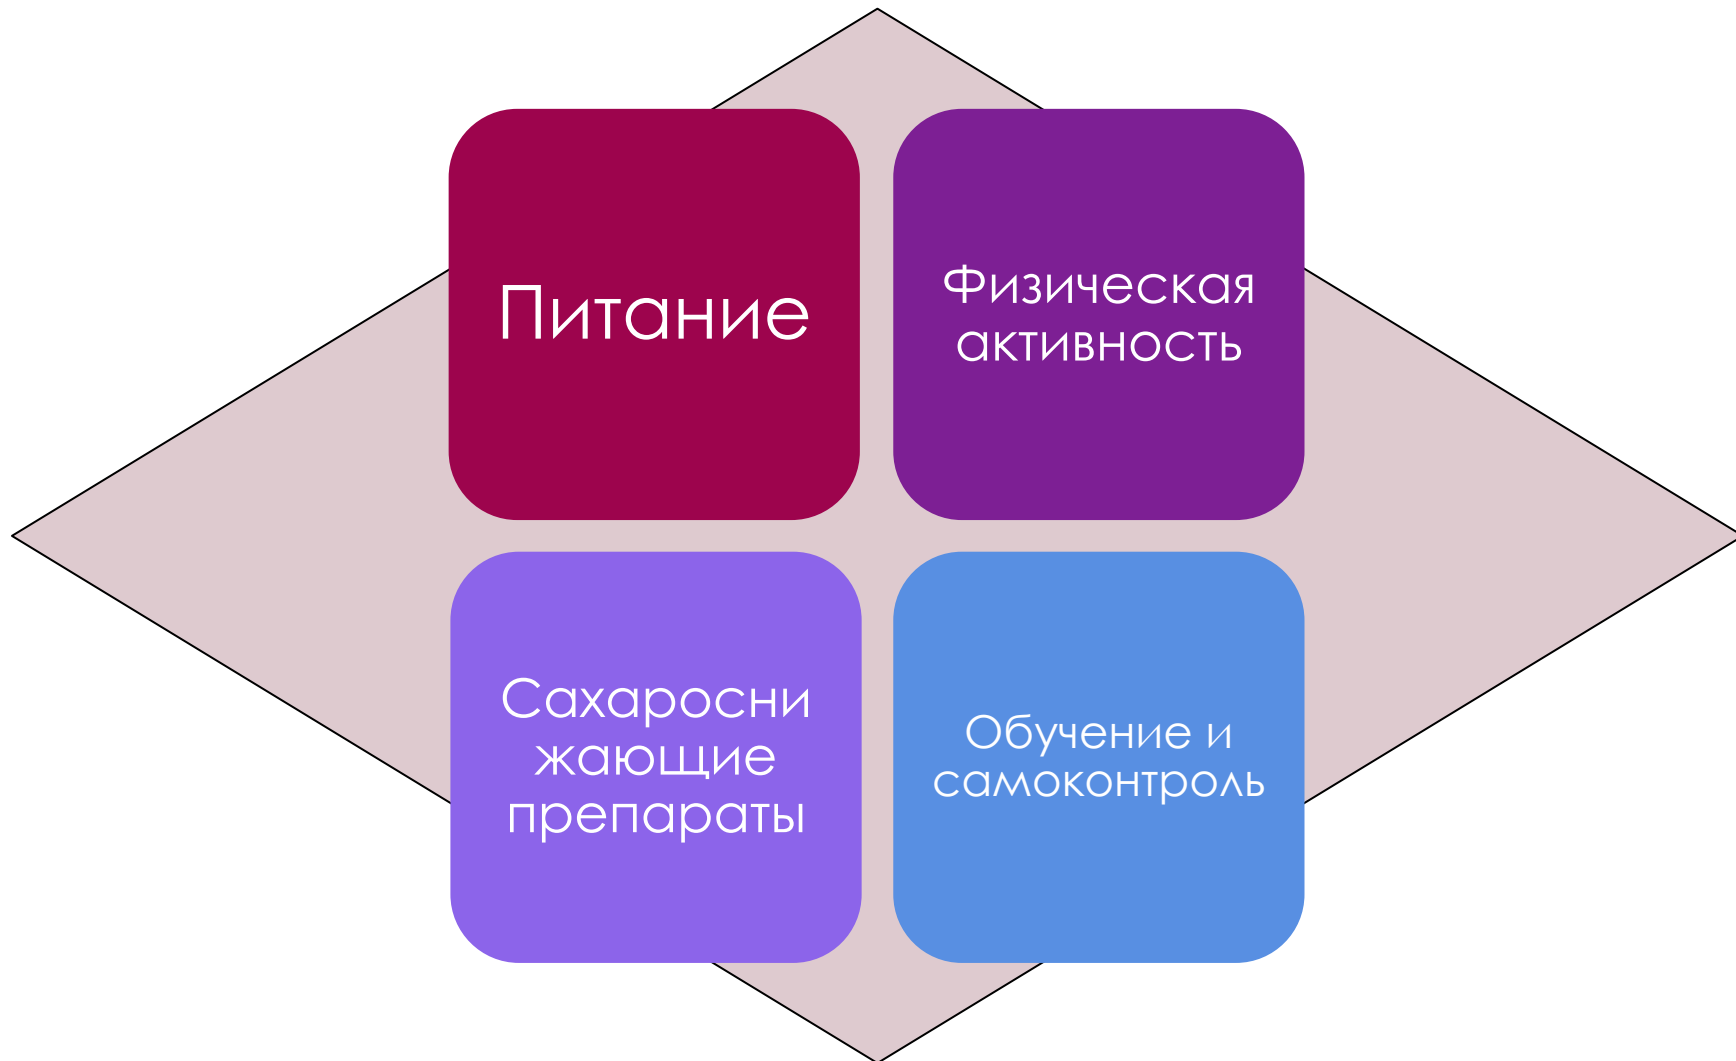 Питание
Физическая
активность
Сахаросни
жающие
препараты
Обучение и
самоконтроль